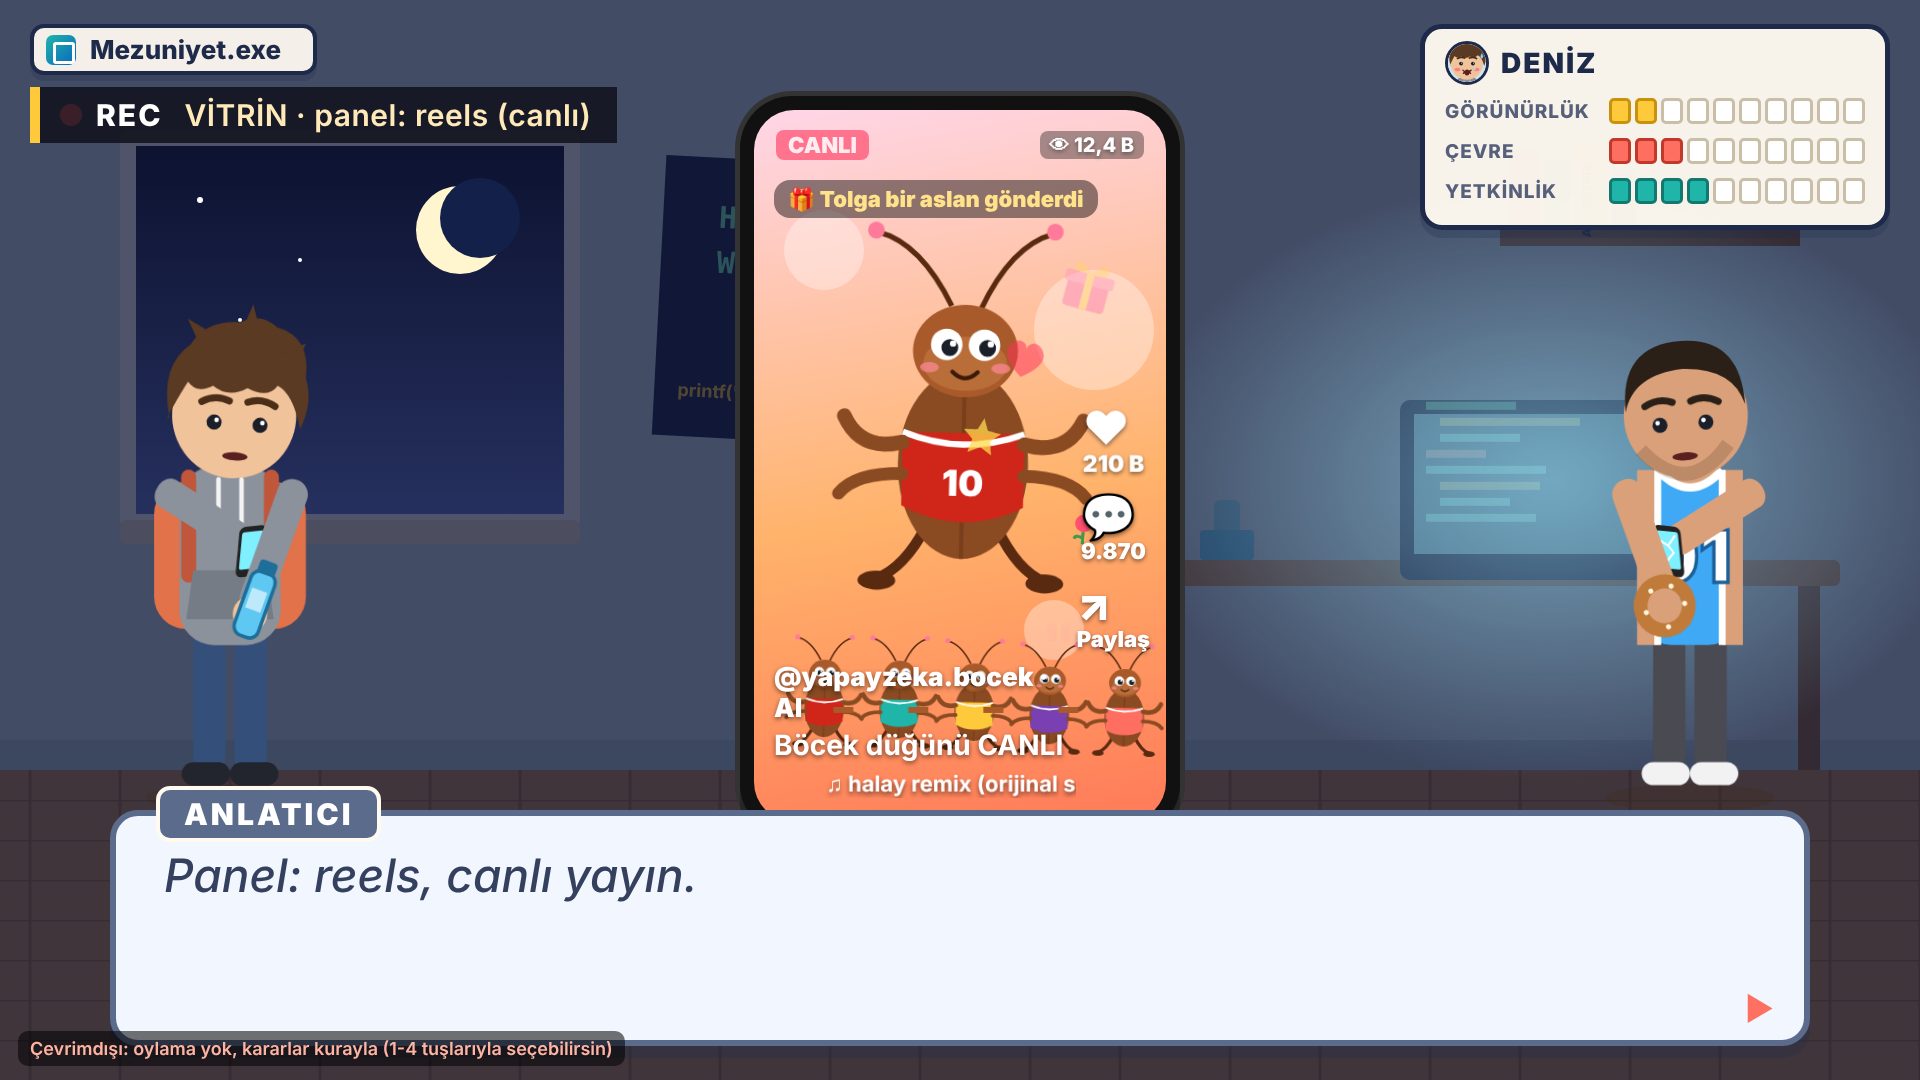 Mezuniyet.exe
REC VİTRİN · panel: reels (canlı)
DENİZ
GÖRÜNÜRLÜK
ÇEVRE
YETKİNLİK
CANLI
12,4 B
Tolga bir aslan gönderdi
H
W
printf(
10
210 B
9.870
Paylaş
@yapayzeka.bocek
AI
Böcek düğünü CANLI
♫ halay remix (orijinal s
ANLATICI
Panel: reels, canlı yayın.
Çevrimdışı: oylama yok, kararlar kurayla (1-4 tuşlarıyla seçebilirsin)